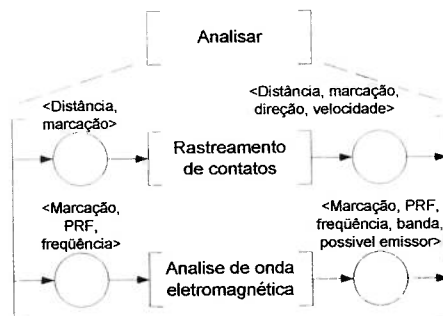 Analisar
<Distância,
marcação>
<Distância, marcação,
direção, velocidade>
Rastreamento
de contatos
<Marcação,
PRF,
freqüência>
<Marcação, PRF,
freqüência, banda,
possivel emissor>
Analise de onda
eletromagnética